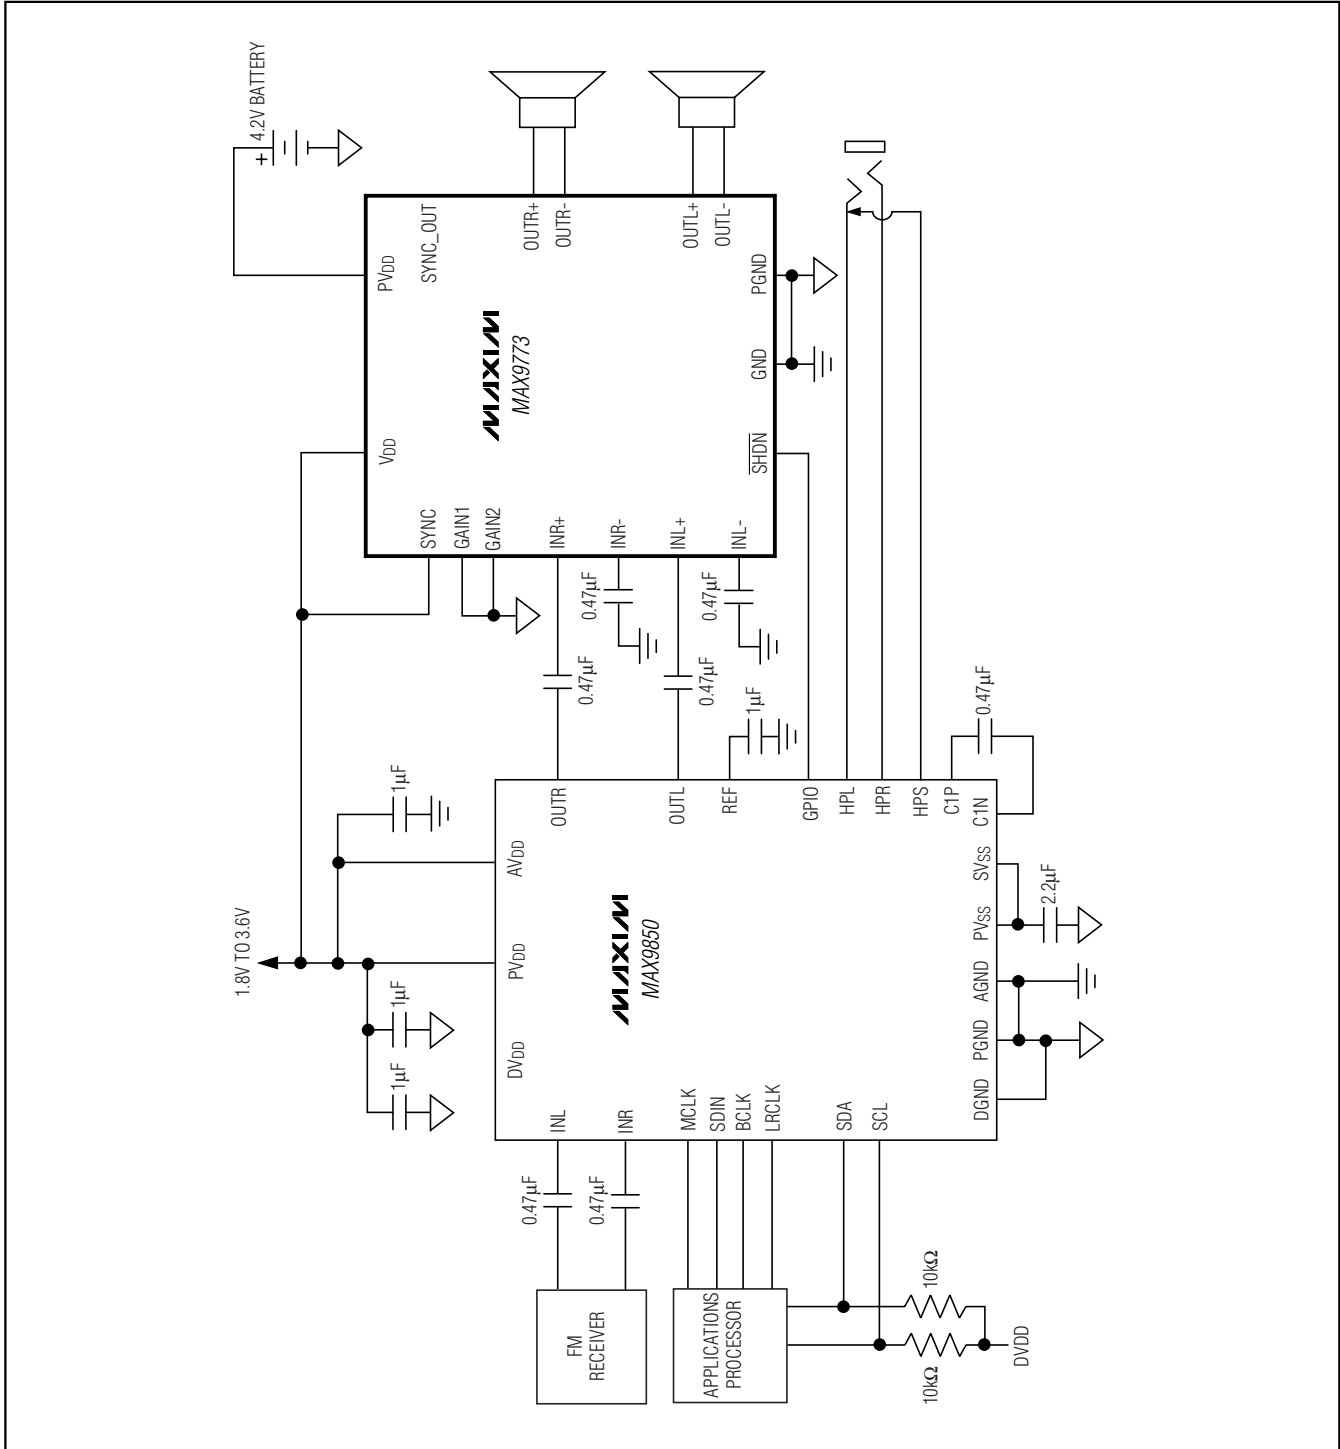 4.2V BATTERY
+
PVDD
SYNC_OUT
OUTR+
OUTR-
OUTL+
OUTL-
VDD
MAXIM
MAX9773
PGND
GND
SHDN
SYNC
GAIN1
GAIN2
INR+
INR-
INL+
INL-
0.47µF
0.47µF
0.47µF
0.47µF
1µF
0.47µF
1µF
1.8V TO 3.6V
1µF
1µF
OUTR
OUTL
REF
GPIO
HPL
HPR
HPS
C1P
C1N
AVDD
PVDD
DVDD
MAXIM
MAX9850
SVSS
PVSS
AGND
PGND
DGND
2.2µF
INL
INR
MCLK
SDIN
BCLK
LRCLK
SDA
SCL
0.47µF
0.47µF
FM
RECEIVER
APPLICATIONS
PROCESSOR
10kΩ
10kΩ
DVDD